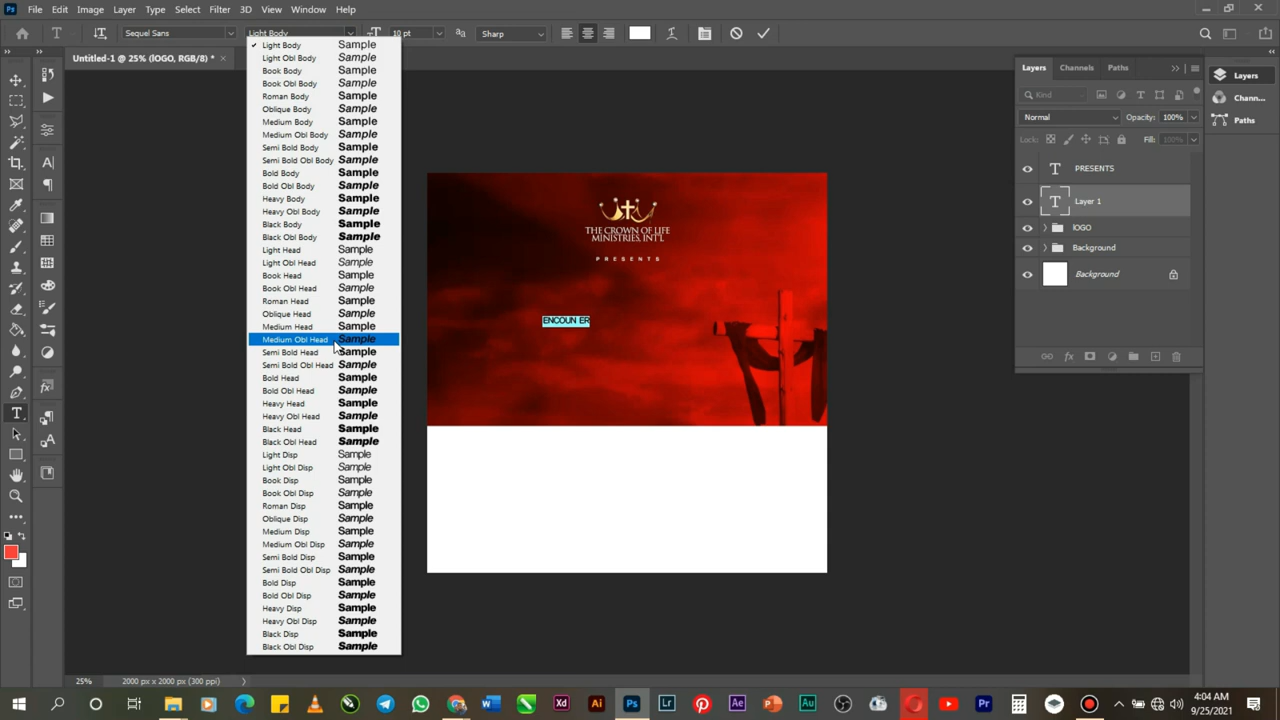 Ps File Edit Image Layer Type Select Filter 3D View Window Help
T Sequel Sans Light Body 10 pt aa Sharp
Untitled-1 @ 25% (lOGO, RGB/8) * ×
Light Body Sample
Light Obl Body Sample
Book Body Sample
Book Obl Body Sample
Roman Body Sample
Oblique Body Sample
Medium Body Sample
Medium Obl Body Sample
Semi Bold Body Sample
Semi Bold Obl Body Sample
Bold Body Sample
Bold Obl Body Sample
Heavy Body Sample
Heavy Obl Body Sample
Black Body Sample
Black Obl Body Sample
Light Head Sample
Light Obl Head Sample
Book Head Sample
Book Obl Head Sample
Roman Head Sample
Oblique Head Sample
Medium Head Sample
Medium Obl Head Sample
Semi Bold Head Sample
Semi Bold Obl Head Sample
Bold Head Sample
Bold Obl Head Sample
Heavy Head Sample
Heavy Obl Head Sample
Black Head Sample
Black Obl Head Sample
Light Disp Sample
Light Obl Disp Sample
Book Disp Sample
Book Obl Disp Sample
Roman Disp Sample
Oblique Disp Sample
Medium Disp Sample
Medium Obl Disp Sample
Semi Bold Disp Sample
Semi Bold Obl Disp Sample
Bold Disp Sample
Bold Obl Disp Sample
Heavy Disp Sample
Heavy Obl Disp Sample
Black Disp Sample
Black Obl Disp Sample
THE CROWN OF LIFE
MINISTRIES, INT'L
PRESENTS
ENCOUN ER
Layers Channels Paths
Kind
Normal Opacity: 100%
Lock: Fill: 100%
T PRESENTS
T Layer 1
lOGO
Background
Background
Layers
Chann...
Paths
25% 2000 px x 2000 px (300 ppi)
Xd Ai Ps Lr Ae Au Pr
4:04 AM
9/25/2021